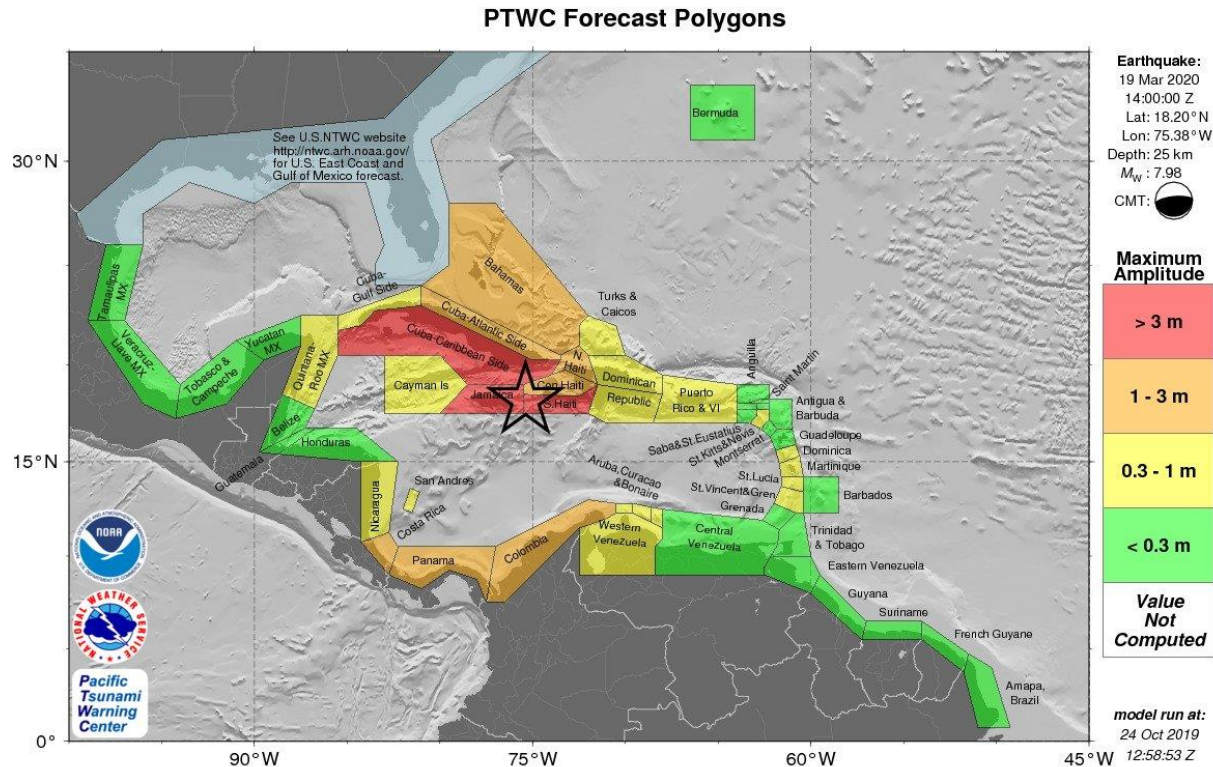 PTWC Forecast Polygons
Earthquake:
19 Mar 2020
14:00:00 Z
Lat: 18.20°N
Lon: 75.38°W
Depth: 25 km
Mw: 7.98
CMT:
Maximum
Amplitude
> 3 m
1 - 3 m
0.3 - 1 m
< 0.3 m
Value
Not
Computed
model run at:
24 Oct 2019
12:58:53 Z
30°N
15°N
0°
90°W
75°W
60°W
45°W
See U.S.NTWC website
http://ntwc.arh.noaa.gov/
for U.S. East Coast and
Gulf of Mexico forecast.
Bermuda
Tamaulipas
MX
Veracruz-
Llave MX
Tobasco &
Campeche
Yucatan
MX
Quintana-
Roo MX
Belize
Honduras
Guatemala
Nicaragua
San Andres
Costa Rica
Panama
Colombia
Cuba-
Gulf Side
Bahamas
Cuba-Atlantic Side
Cuba-Caribbean Side
Turks &
Caicos
Cayman Is
Jamaica
N.
Haiti
Cen.Haiti
S.Haiti
Dominican
Republic
Puerto
Rico & VI
Anguilla
Saint Martin
Antigua &
Barbuda
Saba&St.Eustatius
St.Kitts&Nevis
Montserrat
Guadeloupe
Dominica
Martinique
St.Lucia
St.Vincent&Gren
Barbados
Grenada
Aruba,Curacao
&Bonaire
Western
Venezuela
Central
Venezuela
Trinidad
& Tobago
Eastern Venezuela
Guyana
Suriname
French Guyane
Amapa,
Brazil
NOAA
NATIONAL WEATHER SERVICE
Pacific
Tsunami
Warning
Center